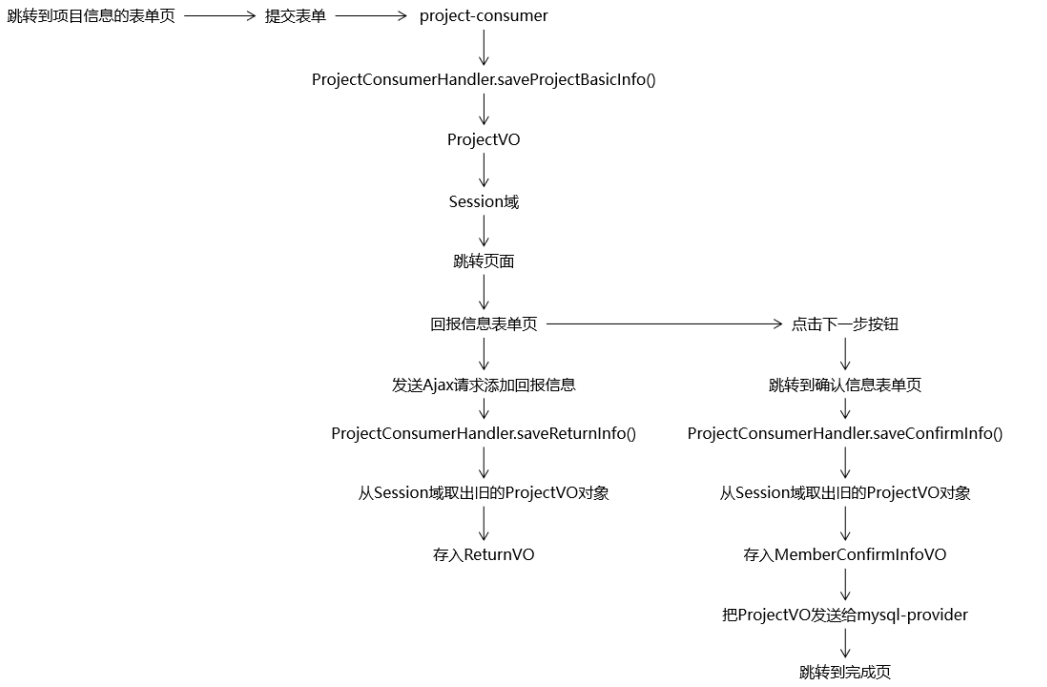 跳转到项目信息的表单页
提交表单
project-consumer
ProjectConsumerHandler.saveProjectBasicInfo()
ProjectVO
Session域
跳转页面
回报信息表单页
点击下一步按钮
发送Ajax请求添加回报信息
跳转到确认信息表单页
ProjectConsumerHandler.saveReturnInfo()
ProjectConsumerHandler.saveConfirmInfo()
从Session域取出旧的ProjectVO对象
从Session域取出旧的ProjectVO对象
存入ReturnVO
存入MemberConfirmInfoVO
把ProjectVO发送给mysql-provider
跳转到完成页